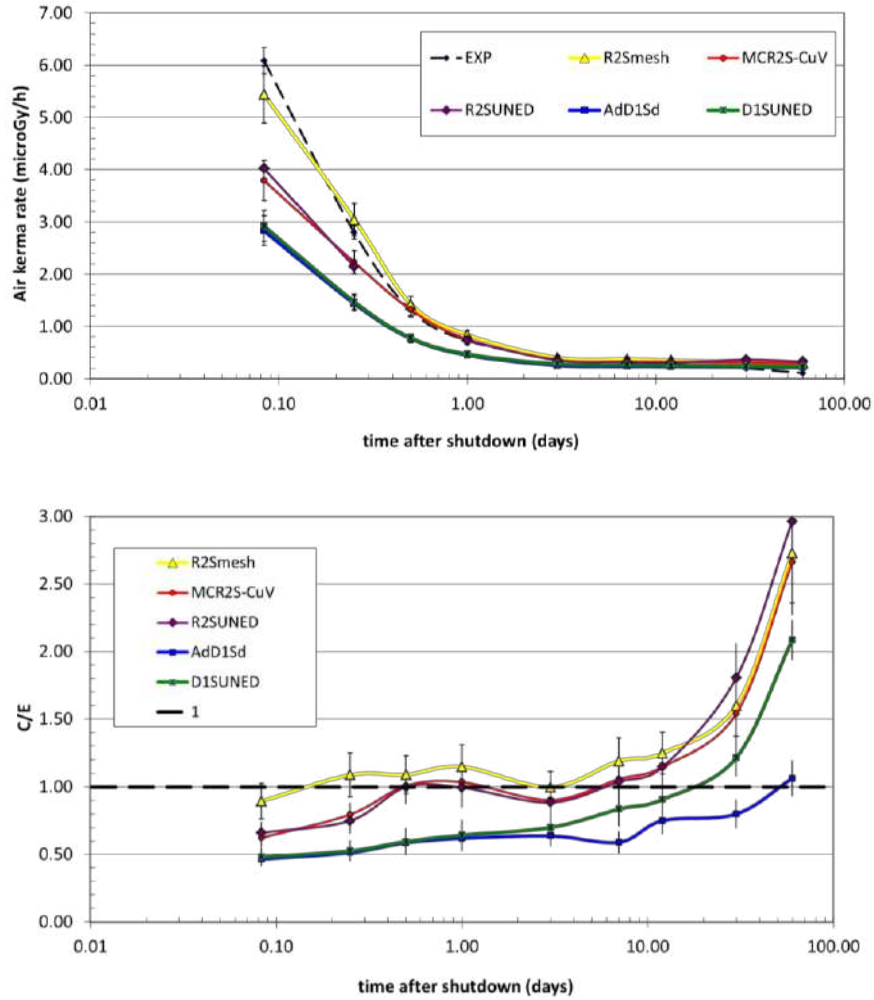 7.00
6.00
5.00
4.00
3.00
2.00
1.00
0.00
Air kerma rate (microGy/h)
EXP R2Smesh MCR2S-CuV
R2SUNED AdD1Sd D1SUNED
0.01 0.10 1.00 10.00 100.00
time after shutdown (days)
3.00
2.50
2.00
1.50
1.00
0.50
0.00
C/E
R2Smesh
MCR2S-CuV
R2SUNED
AdD1Sd
D1SUNED
1
0.01 0.10 1.00 10.00 100.00
time after shutdown (days)